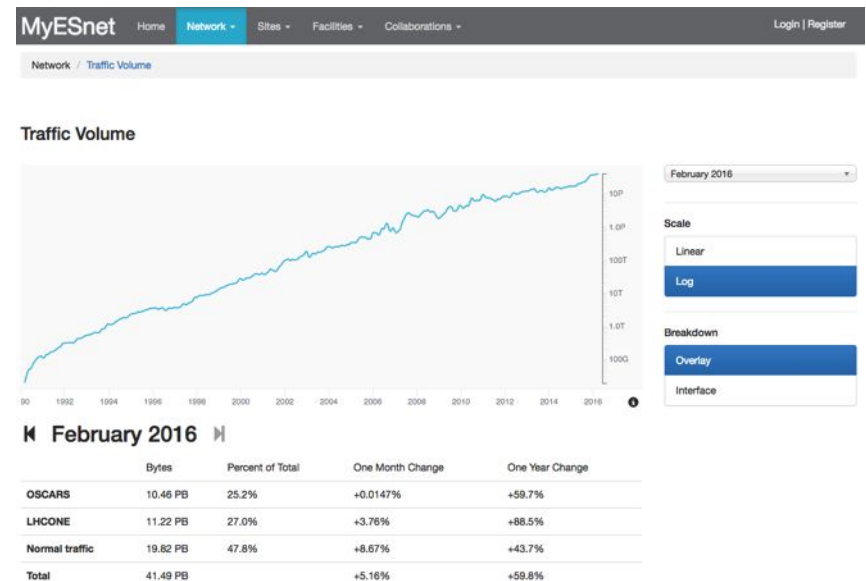 MyESnet Home Network Sites Facilities Collaborations Login | Register
Network / Traffic Volume
Traffic Volume
February 2016
10P
1.0P
100T
10T
1.0T
100G
Scale
Linear
Log
Breakdown
Overlay
Interface
90 1992 1994 1996 1998 2000 2002 2004 2006 2008 2010 2012 2014 2016
February 2016
Bytes Percent of Total One Month Change One Year Change
OSCARS 10.46 PB 25.2% +0.0147% +59.7%
LHCONE 11.22 PB 27.0% +3.76% +88.5%
Normal traffic 19.82 PB 47.8% +8.67% +43.7%
Total 41.49 PB +5.16% +59.8%